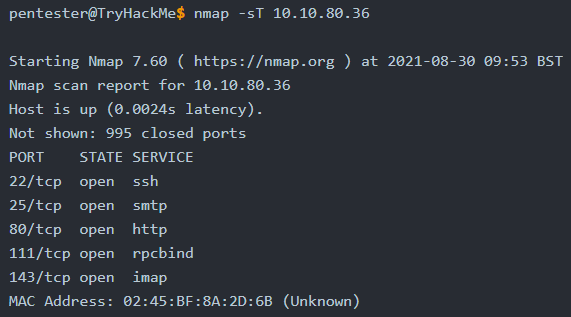 pentester@TryHackMe$ nmap -sT 10.10.80.36
Starting Nmap 7.60 ( https://nmap.org ) at 2021-08-30 09:53 BST
Nmap scan report for 10.10.80.36
Host is up (0.0024s latency).
Not shown: 995 closed ports
PORT    STATE SERVICE
22/tcp  open  ssh
25/tcp  open  smtp
80/tcp  open  http
111/tcp open  rpcbind
143/tcp open  imap
MAC Address: 02:45:BF:8A:2D:6B (Unknown)